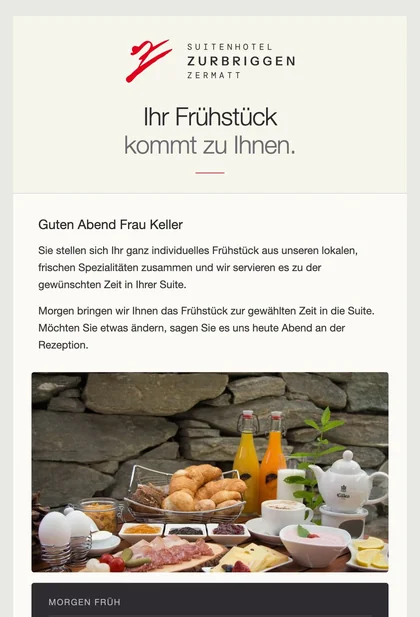 SUITENHOTEL
ZURBRIGGEN
ZERMATT
Ihr Frühstück
kommt zu Ihnen.
Guten Abend Frau Keller
Sie stellen sich Ihr ganz individuelles Frühstück aus unseren lokalen,
frischen Spezialitäten zusammen und wir servieren es zu der
gewünschten Zeit in Ihrer Suite.
Morgen bringen wir Ihnen das Frühstück zur gewählten Zeit in die Suite.
Möchten Sie etwas ändern, sagen Sie es uns heute Abend an der
Rezeption.
MORGEN FRÜH